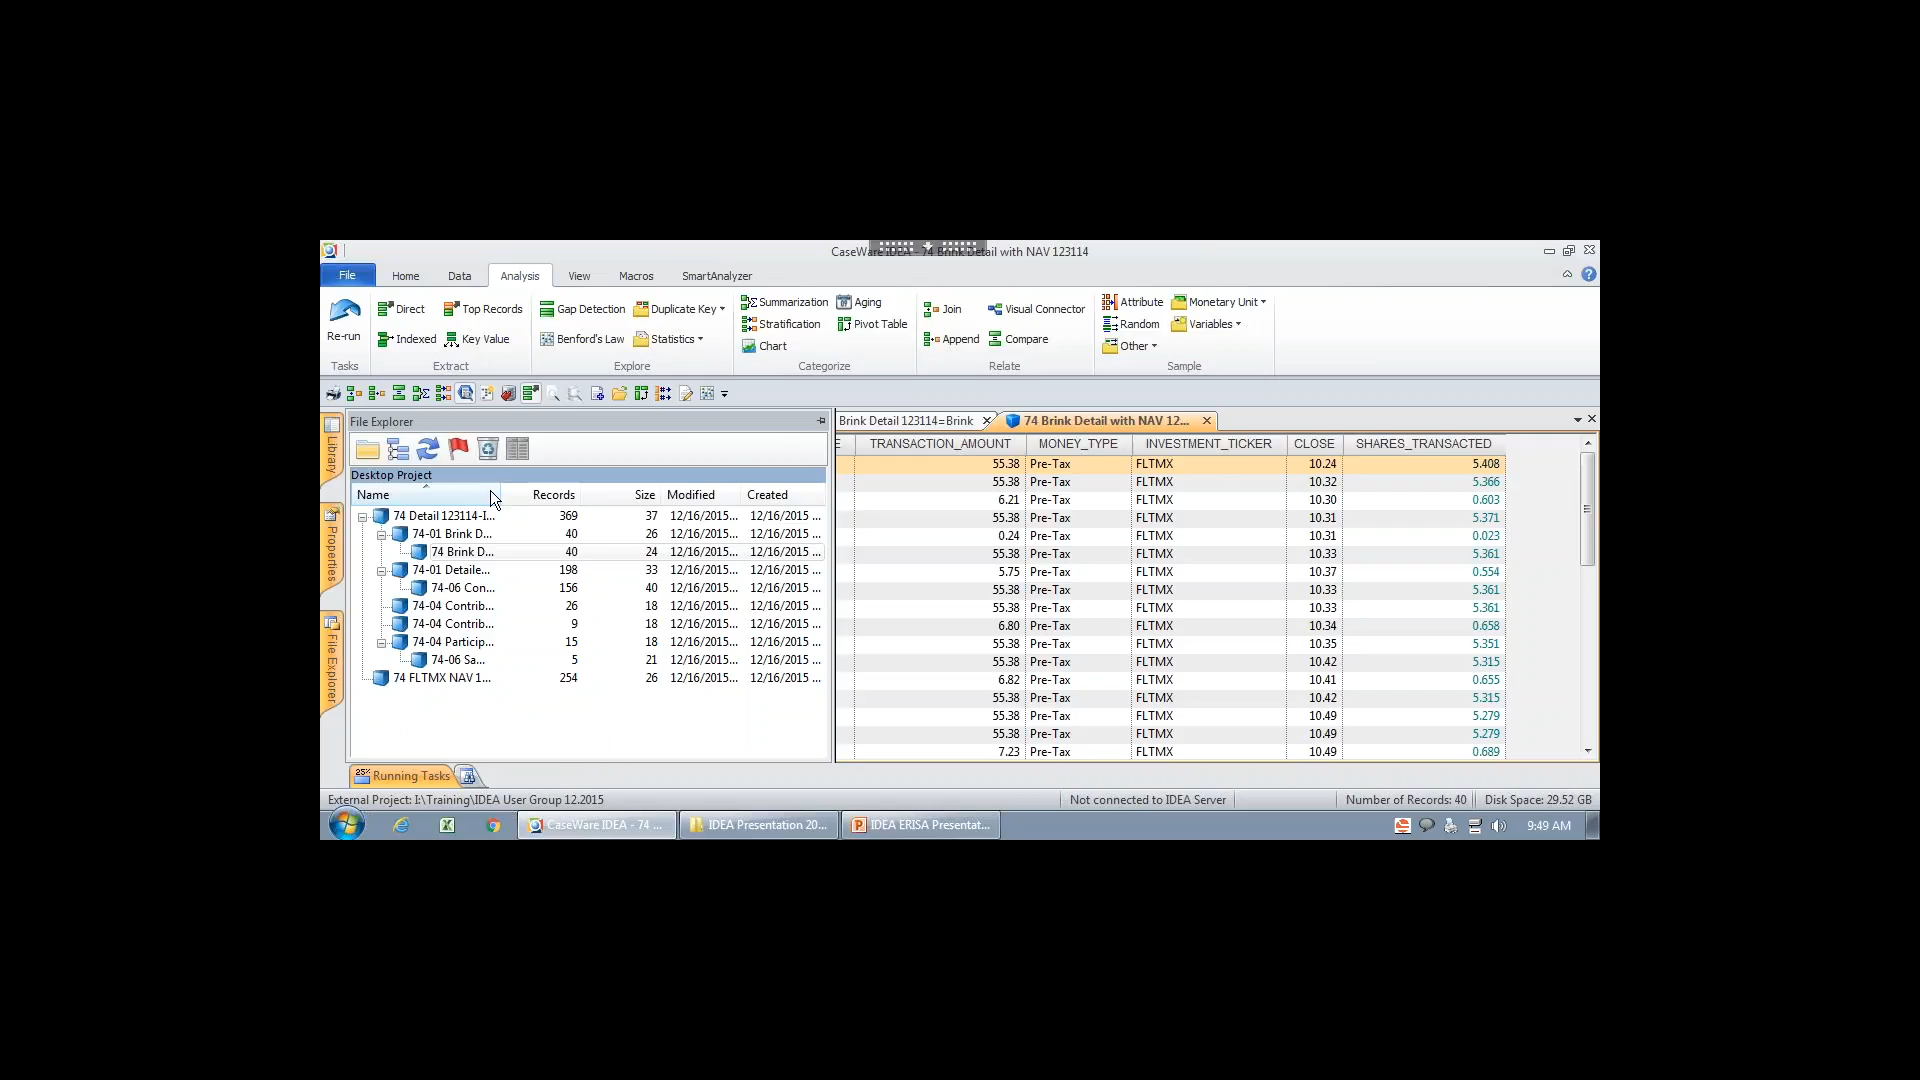 CaseWare IDEA - 74 Brink Detail with NAV 123114
File Home Data Analysis View Macros SmartAnalyzer
Re-run Direct Top Records Gap Detection Duplicate Key Summarization Aging Join Visual Connector Attribute Monetary Unit
Stratification Pivot Table Random Variables
Indexed Key Value Benford's Law Statistics Chart Append Compare Other
Tasks Extract Explore Categorize Relate Sample
Library
Properties
File Explorer
File Explorer
Desktop Project
Name Records Size Modified Created
74 Detail 123114-I... 369 37 12/16/2015... 12/16/2015 ...
74-01 Brink D... 40 26 12/16/2015... 12/16/2015 ...
74 Brink D... 40 24 12/16/2015... 12/16/2015 ...
74-01 Detaile... 198 33 12/16/2015... 12/16/2015 ...
74-06 Con... 156 40 12/16/2015... 12/16/2015 ...
74-04 Contrib... 26 18 12/16/2015... 12/16/2015 ...
74-04 Contrib... 9 18 12/16/2015... 12/16/2015 ...
74-04 Particip... 15 18 12/16/2015... 12/16/2015 ...
74-06 Sa... 5 21 12/16/2015... 12/16/2015 ...
74 FLTMX NAV 1... 254 26 12/16/2015... 12/16/2015 ...
Brink Detail 123114=Brink 74 Brink Detail with NAV 12...
E TRANSACTION_AMOUNT MONEY_TYPE INVESTMENT_TICKER CLOSE SHARES_TRANSACTED
55.38 Pre-Tax FLTMX 10.24 5.408
55.38 Pre-Tax FLTMX 10.32 5.366
6.21 Pre-Tax FLTMX 10.30 0.603
55.38 Pre-Tax FLTMX 10.31 5.371
0.24 Pre-Tax FLTMX 10.31 0.023
55.38 Pre-Tax FLTMX 10.33 5.361
5.75 Pre-Tax FLTMX 10.37 0.554
55.38 Pre-Tax FLTMX 10.33 5.361
55.38 Pre-Tax FLTMX 10.33 5.361
6.80 Pre-Tax FLTMX 10.34 0.658
55.38 Pre-Tax FLTMX 10.35 5.351
55.38 Pre-Tax FLTMX 10.42 5.315
6.82 Pre-Tax FLTMX 10.41 0.655
55.38 Pre-Tax FLTMX 10.42 5.315
55.38 Pre-Tax FLTMX 10.49 5.279
55.38 Pre-Tax FLTMX 10.49 5.279
7.23 Pre-Tax FLTMX 10.49 0.689
25% Running Tasks
External Project: I:\Training\IDEA User Group 12.2015 Not connected to IDEA Server Number of Records: 40 Disk Space: 29.52 GB
CaseWare IDEA - 74 ... IDEA Presentation 20... IDEA ERISA Presentat... 9:49 AM